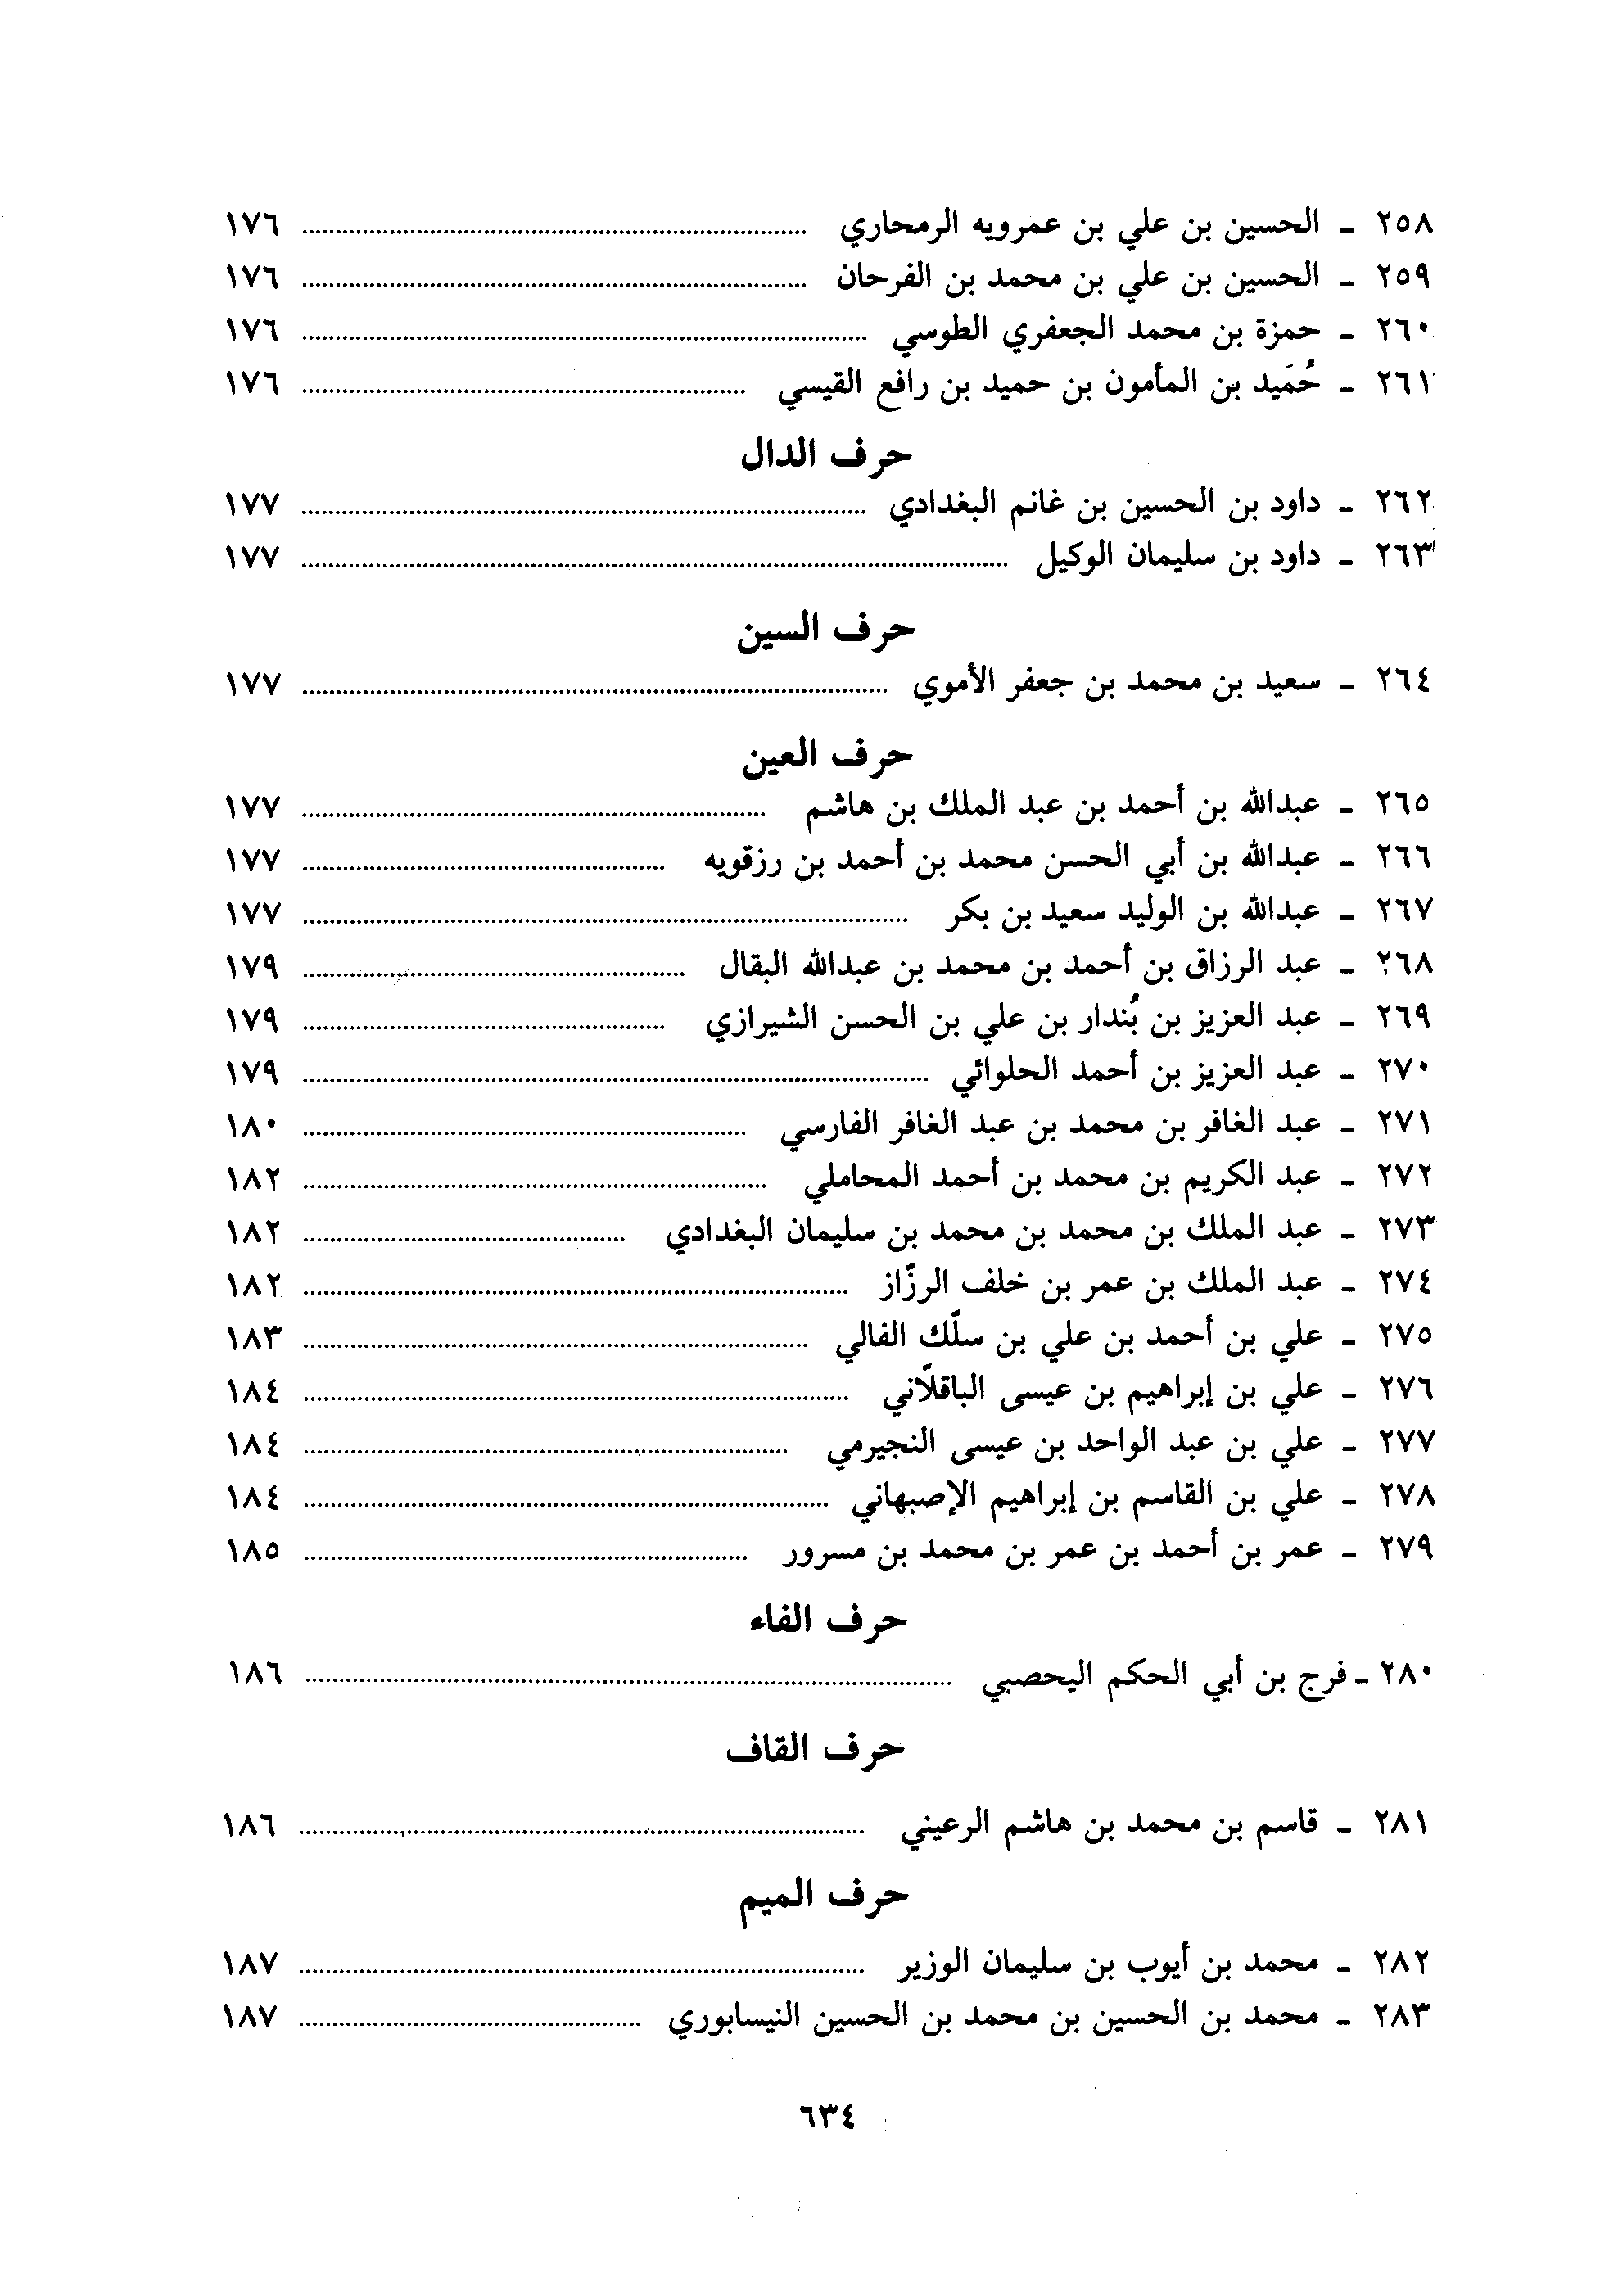 ٢٥٨ - الحسين بن علي بن عمرويه الرمحاري ........ ١٧٦
٢٥٩ - الحسين بن علي بن محمد بن الفرحان ........ ١٧٦
٢٦٠ - حمزة بن محمد الجعفري الطوسي ........ ١٧٦
٢٦١ - حُمَيد بن المأمون بن حميد بن رافع القيسي ........ ١٧٦
حرف الدال
٢٦٢ - داود بن الحسين بن غانم البغدادي ........ ١٧٧
٢٦٣ - داود بن سليمان الوكيل ........ ١٧٧
حرف السين
٢٦٤ - سعيد بن محمد بن جعفر الأموي ........ ١٧٧
حرف العين
٢٦٥ - عبدالله بن أحمد بن عبد الملك بن هاشم ........ ١٧٧
٢٦٦ - عبدالله بن أبي الحسن محمد بن أحمد بن رزقويه ........ ١٧٧
٢٦٧ - عبدالله بن الوليد سعيد بن بكر ........ ١٧٧
٢٦٨ - عبد الرزاق بن أحمد بن محمد بن عبدالله البقال ........ ١٧٩
٢٦٩ - عبد العزيز بن بُندار بن علي بن الحسن الشيرازي ........ ١٧٩
٢٧٠ - عبد العزيز بن أحمد الحلوائي ........ ١٧٩
٢٧١ - عبد الغافر بن محمد بن عبد الغافر الفارسي ........ ١٨٠
٢٧٢ - عبد الكريم بن محمد بن أحمد المحاملي ........ ١٨٢
٢٧٣ - عبد الملك بن محمد بن محمد بن سليمان البغدادي ........ ١٨٢
٢٧٤ - عبد الملك بن عمر بن خلف الرزّاز ........ ١٨٢
٢٧٥ - علي بن أحمد بن علي بن سلّك الفالي ........ ١٨٣
٢٧٦ - علي بن إبراهيم بن عيسى الباقلّاني ........ ١٨٤
٢٧٧ - علي بن عبد الواحد بن عيسى النجيرمي ........ ١٨٤
٢٧٨ - علي بن القاسم بن إبراهيم الإصبهاني ........ ١٨٤
٢٧٩ - عمر بن أحمد بن عمر بن محمد بن مسرور ........ ١٨٥
حرف الفاء
٢٨٠ - فرج بن أبي الحكم اليحصبي ........ ١٨٦
حرف القاف
٢٨١ - قاسم بن محمد بن هاشم الرعيني ........ ١٨٦
حرف الميم
٢٨٢ - محمد بن أيوب بن سليمان الوزير ........ ١٨٧
٢٨٣ - محمد بن الحسين بن محمد بن الحسين النيسابوري ........ ١٨٧
٦٣٤